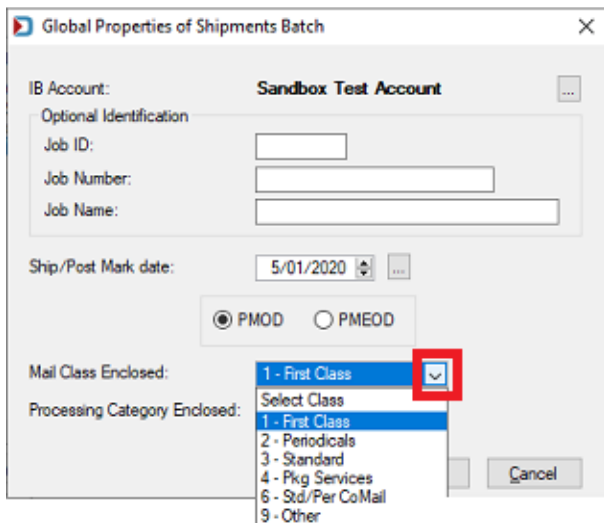 Global Properties of Shipments Batch
IB Account: Sandbox Test Account ...
Optional Identification
Job ID:
Job Number:
Job Name:
Ship/Post Mark date: 5/01/2020 ...
PMOD PMEOD
Mail Class Enclosed: 1 - First Class
Select Class
Processing Category Enclosed:
1 - First Class
2 - Periodicals
3 - Standard
4 - Pkg Services
6 - Std/Per CoMail
9 - Other
Cancel